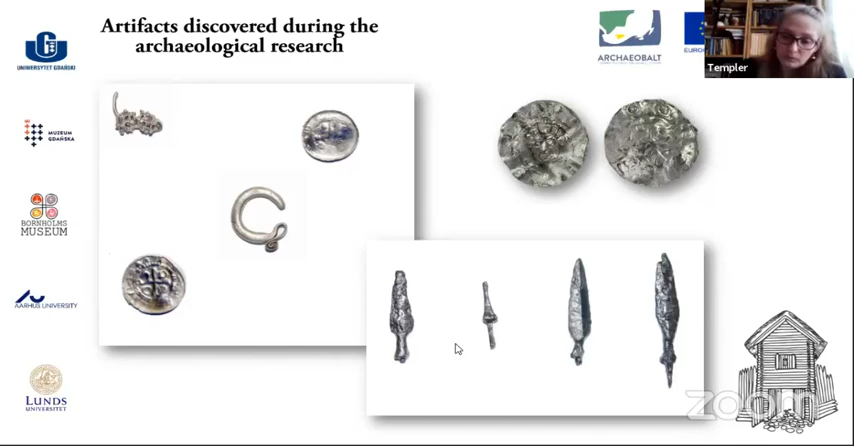 Artifacts discovered during the
archaeological research
UNIWERSYTET GDAŃSKI
MUZEUM
GDAŃSKA
BORNHOLMS
MUSEUM
AARHUS UNIVERSITY
LUNDS
UNIVERSITET
ARCHAEOBALT
EURO
Templer
zoom